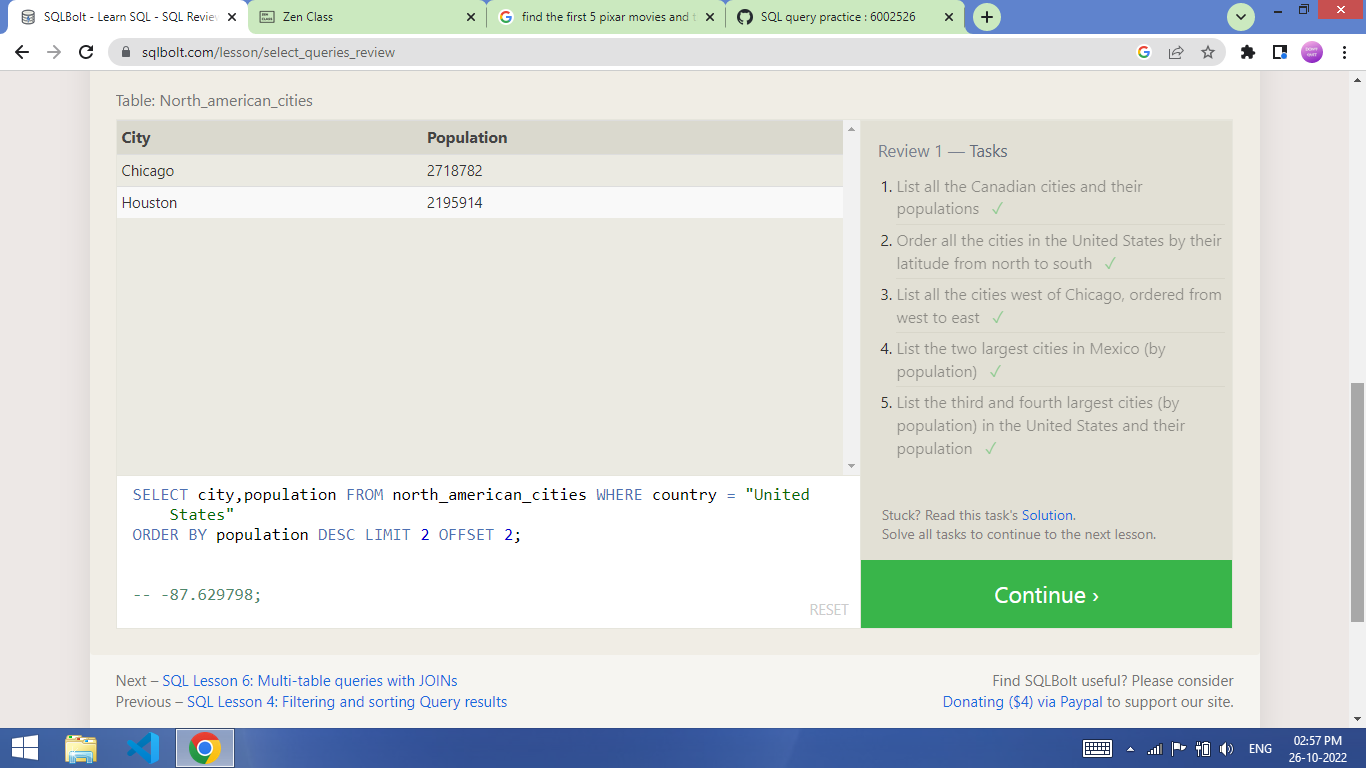 SQLBolt - Learn SQL - SQL Review
Zen Class
find the first 5 pixar movies and t
SQL query practice : 6002526
sqlbolt.com/lesson/select_queries_review
Table: North_american_cities
City Population
Chicago 2718782
Houston 2195914
SELECT city,population FROM north_american_cities WHERE country = "United
States"
ORDER BY population DESC LIMIT 2 OFFSET 2;
-- -87.629798;
RESET
Review 1 — Tasks
1. List all the Canadian cities and their
populations ✓
2. Order all the cities in the United States by their
latitude from north to south ✓
3. List all the cities west of Chicago, ordered from
west to east ✓
4. List the two largest cities in Mexico (by
population) ✓
5. List the third and fourth largest cities (by
population) in the United States and their
population ✓
Stuck? Read this task's Solution.
Solve all tasks to continue to the next lesson.
Continue ›
Next – SQL Lesson 6: Multi-table queries with JOINs
Previous – SQL Lesson 4: Filtering and sorting Query results
Find SQLBolt useful? Please consider
Donating ($4) via Paypal to support our site.
ENG
02:57 PM
26-10-2022